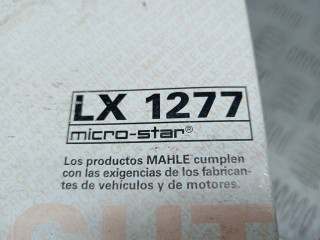 LX 1277
micro-star®
Los productos MAHLE cumplen
con las exigencias de los fabrican-
tes de vehículos y de motores.